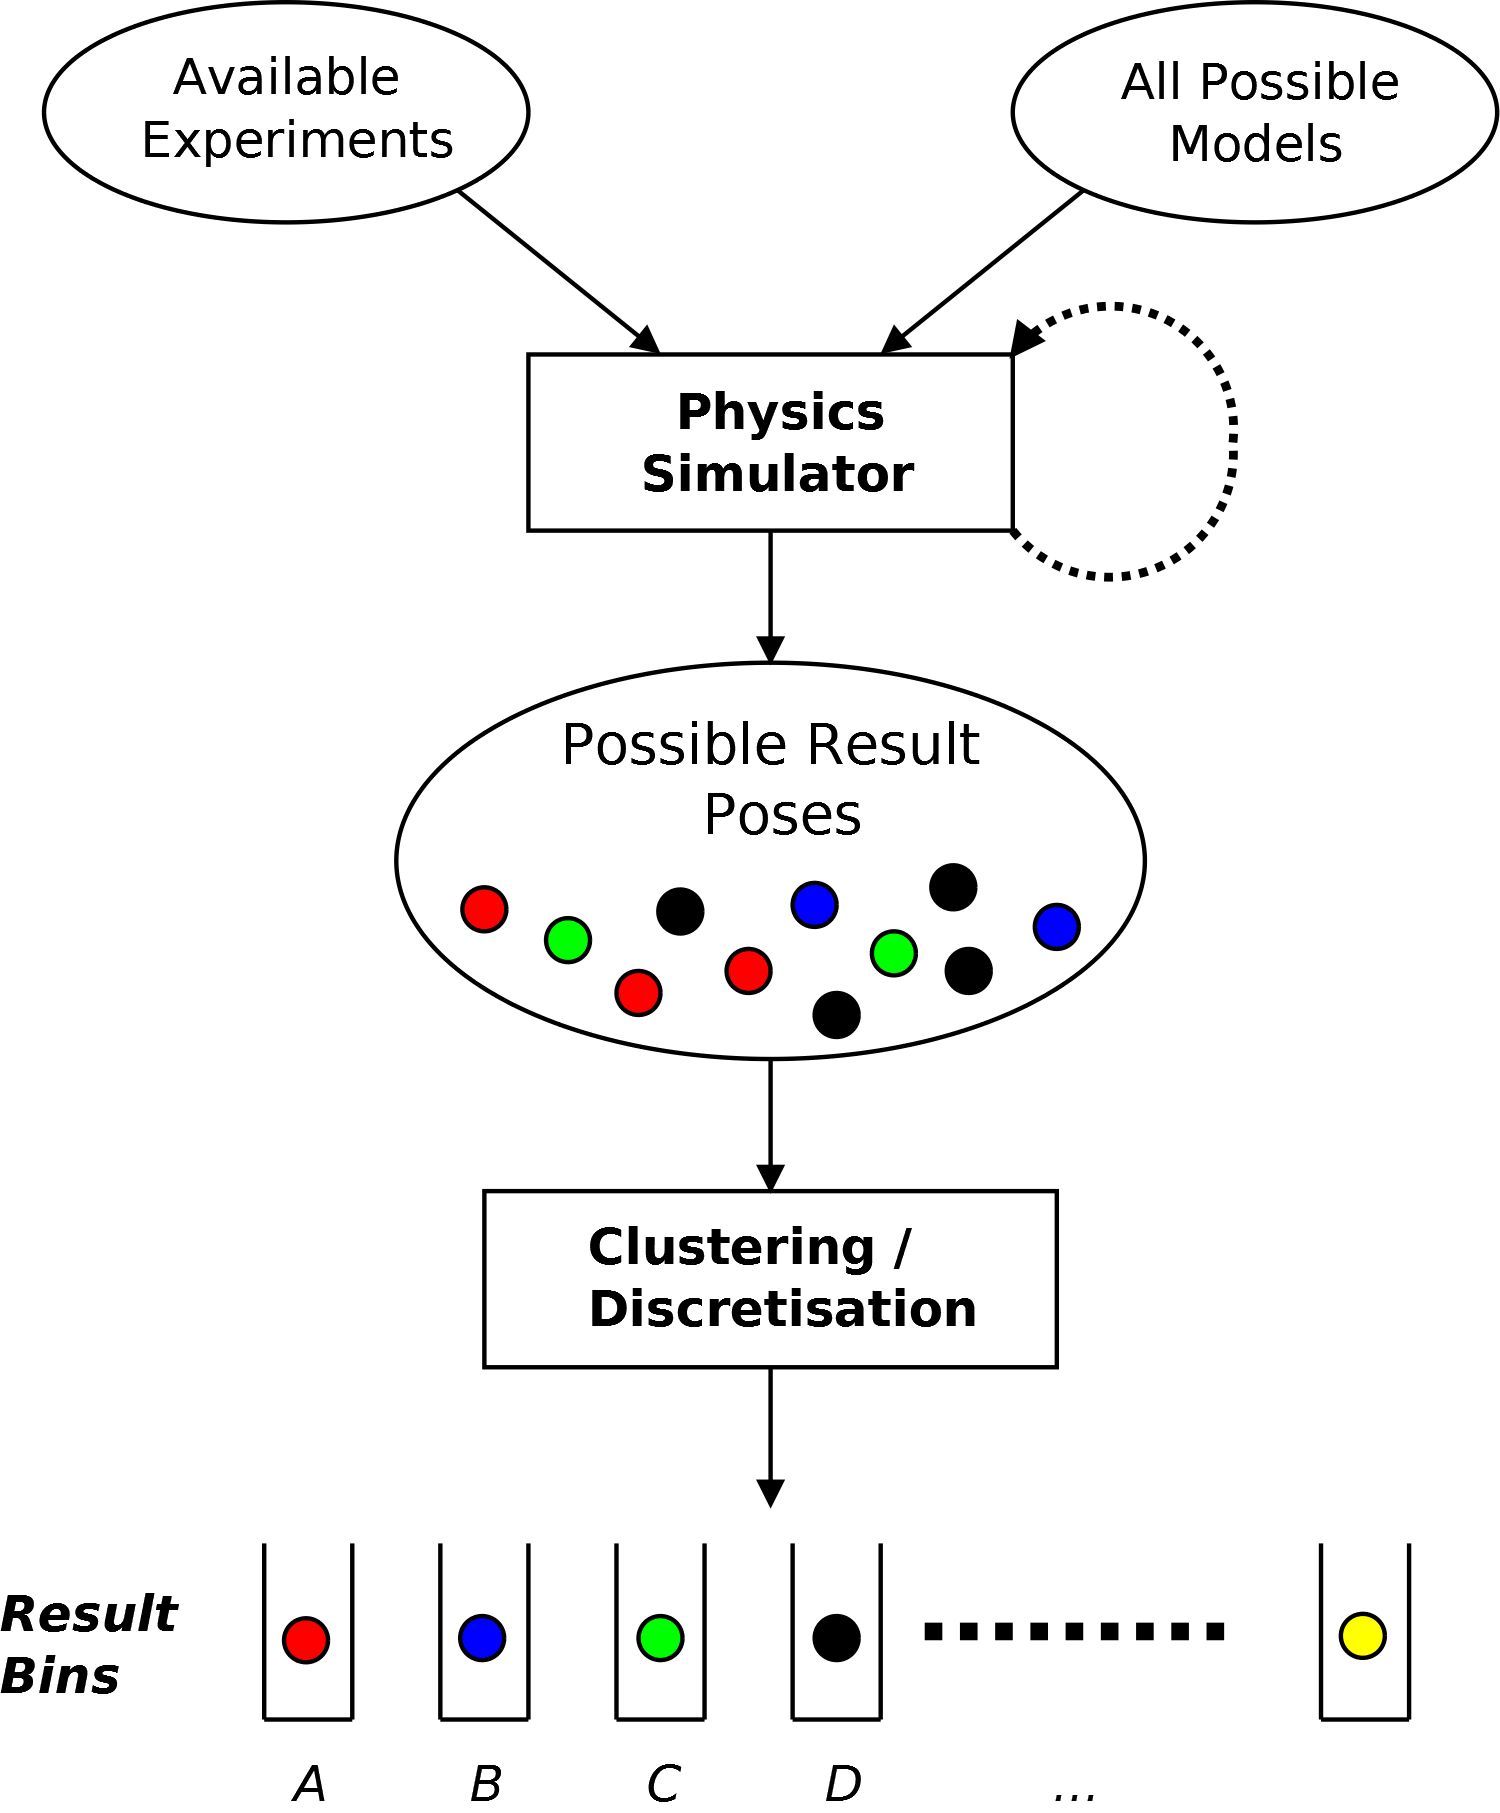 Available
Experiments
All Possible
Models
Physics
Simulator
Possible Result
Poses
Clustering /
Discretisation
Result
Bins
A B C D ...